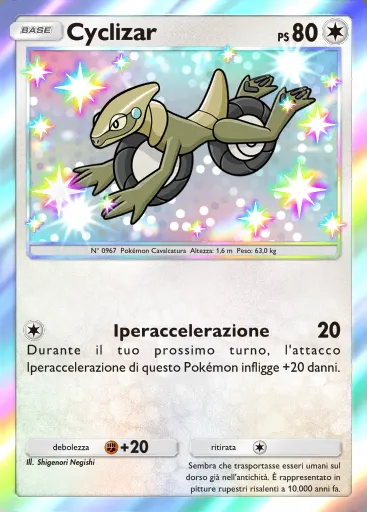 BASE Cyclizar PS 80
N° 0967 Pokémon Cavalcatura Altezza: 1,6 m Peso: 63,0 kg
Iperaccelerazione 20
Durante il tuo prossimo turno, l'attacco
Iperaccelerazione di questo Pokémon infligge +20 danni.
debolezza +20 ritirata
Ill. Shigenori Negishi
Sembra che trasportasse esseri umani sul
dorso già nell'antichità. È rappresentato in
pitture rupestri risalenti a 10.000 anni fa.